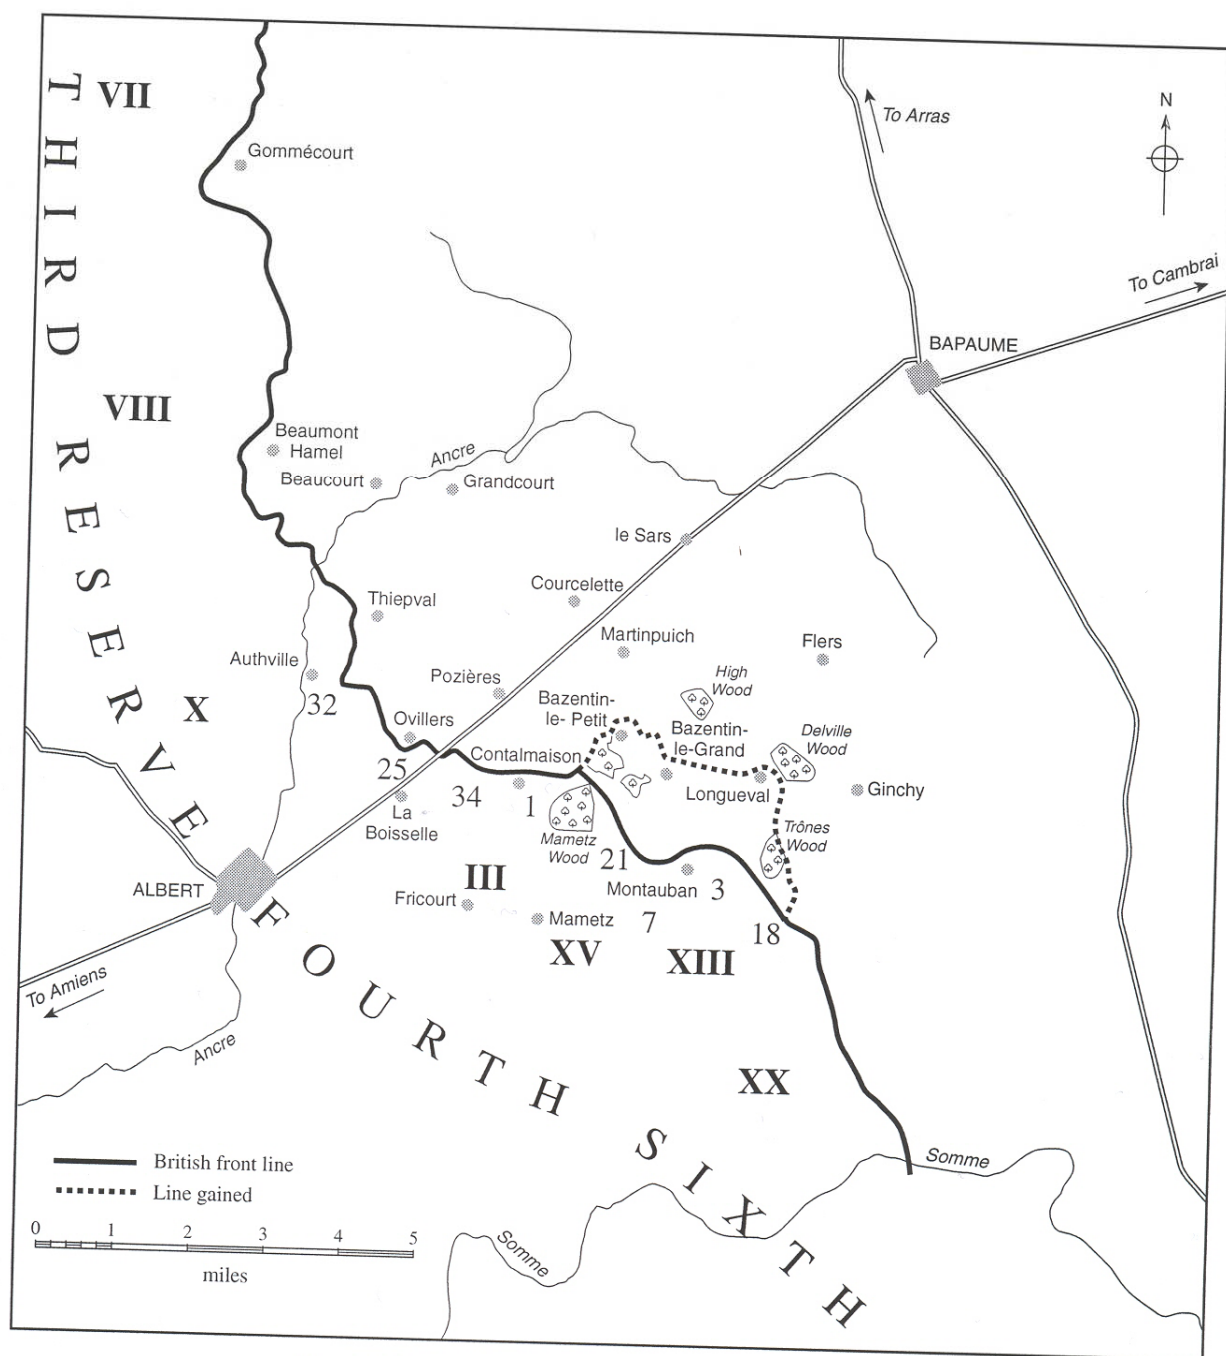 THIRD
RESERVE
FOURTH
SIXTH
VII
Gommécourt
To Arras
N
To Cambrai
BAPAUME
VIII
Beaumont
Hamel
Beaucourt
Ancre
Grandcourt
le Sars
Courcelette
Thiepval
Martinpuich
Flers
Authville
Pozières
High
Wood
X
32
Bazentin-
le- Petit
Ovillers
Bazentin-
le-Grand
Delville
Wood
Contalmaison
25
34
1
Longueval
Ginchy
La
Boisselle
Mametz
Wood
Trônes
Wood
21
III
Montauban
3
ALBERT
Fricourt
Mametz
7
18
XV
XIII
To Amiens
Ancre
XX
Somme
British front line
Line gained
0 1 2 3 4 5
miles
Somme